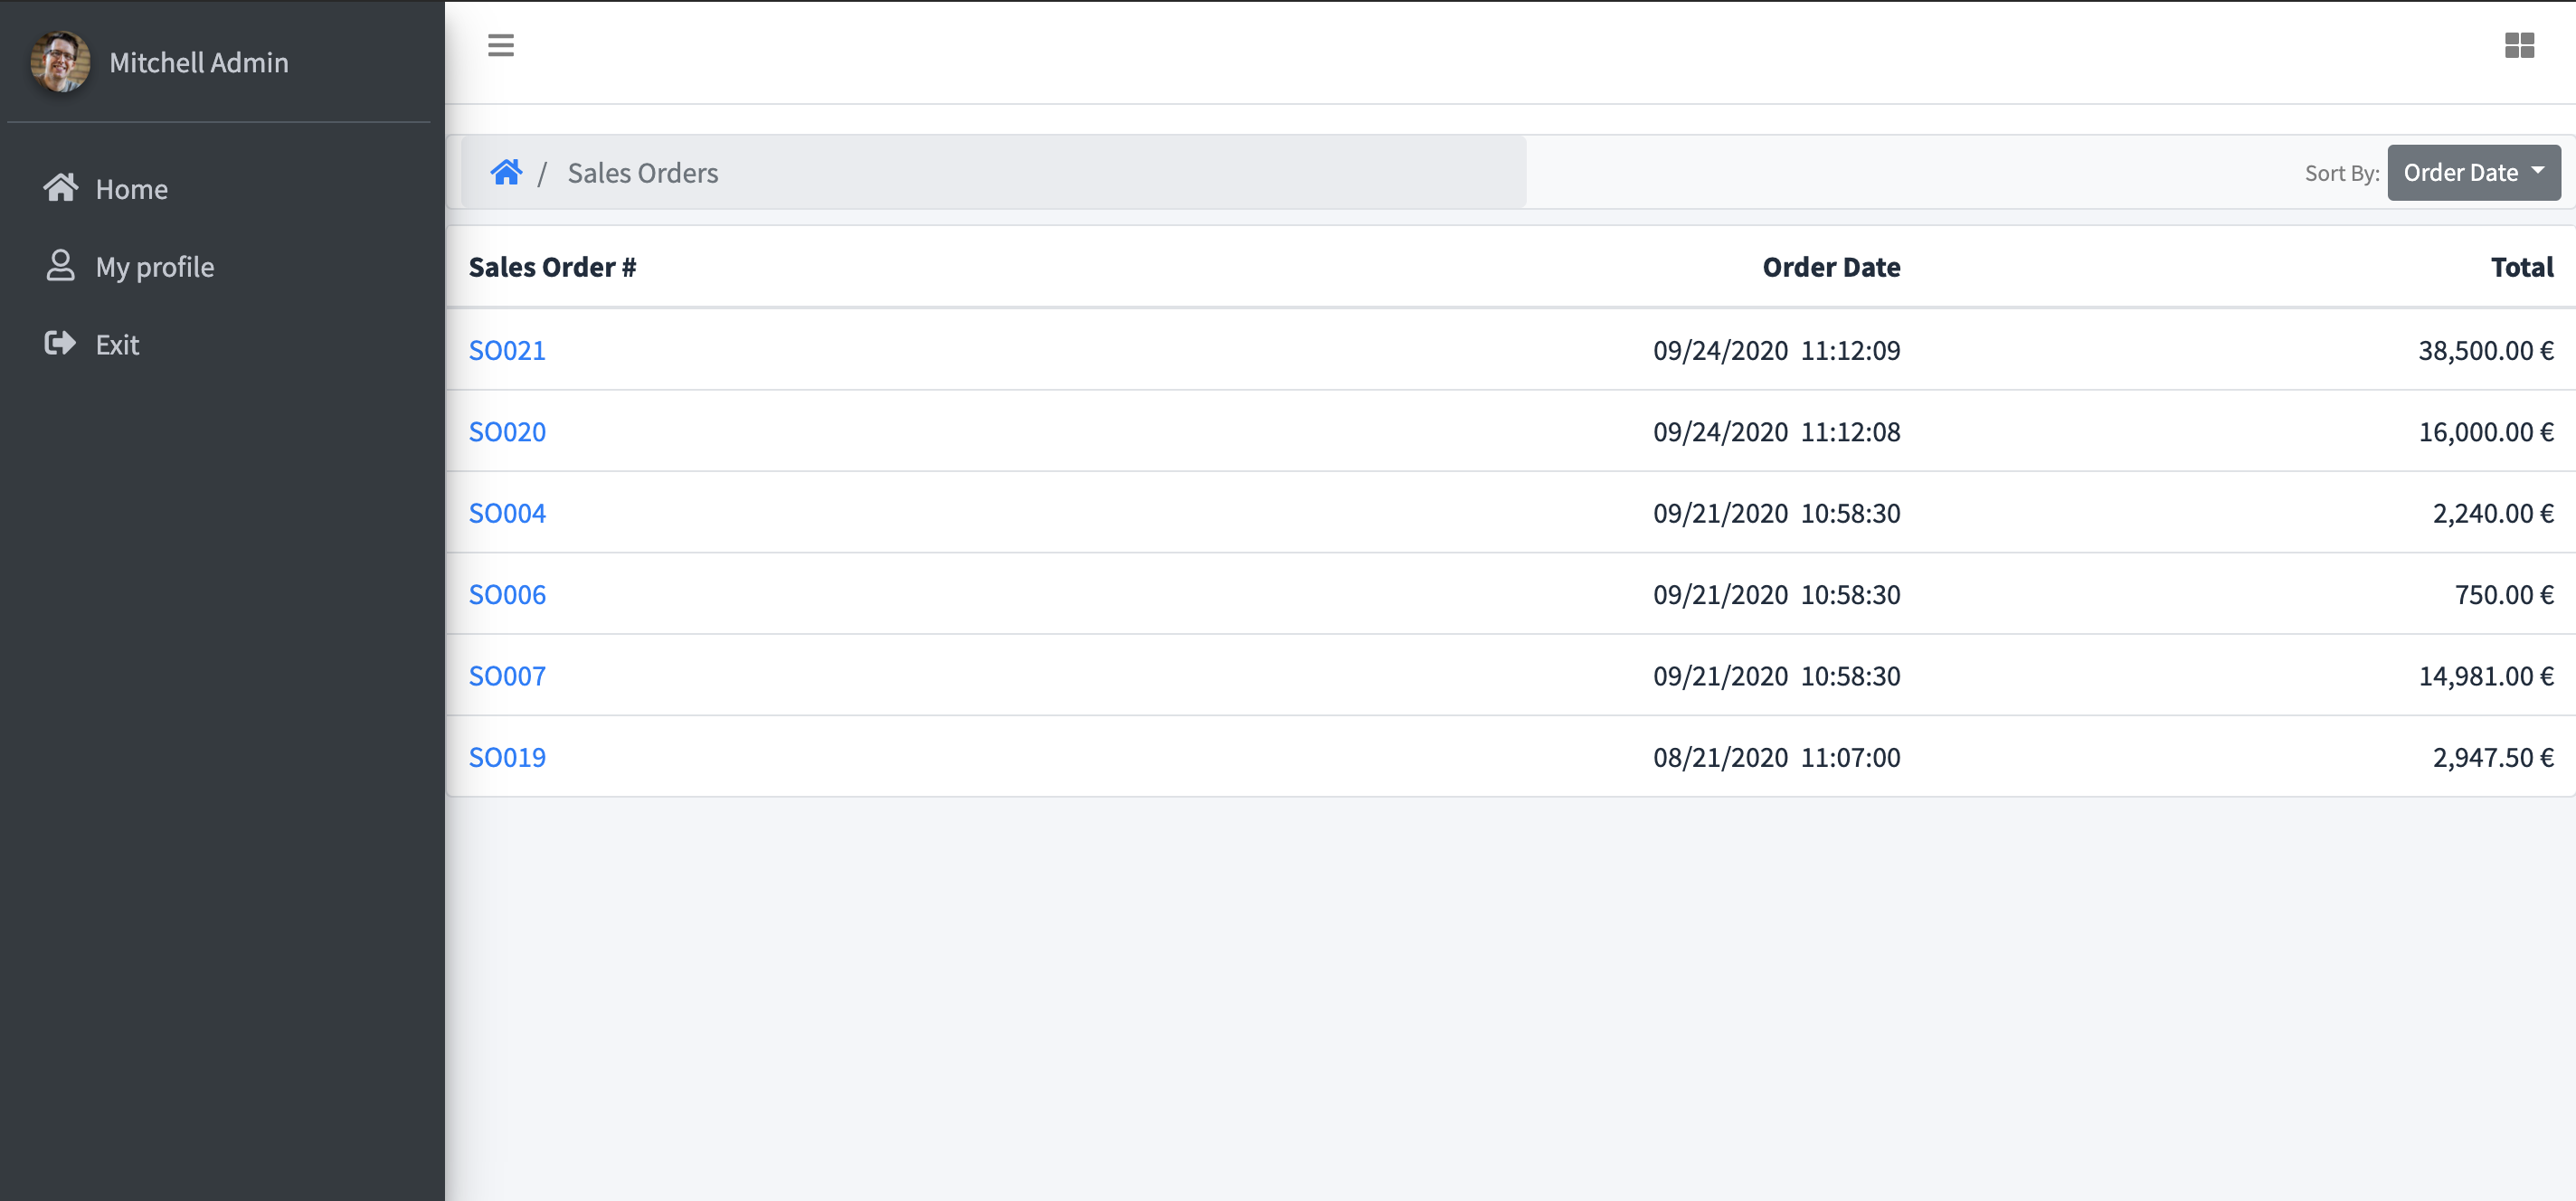 Mitchell Admin
Home
My profile
Exit
/ Sales Orders
Sort By: Order Date
Sales Order # Order Date Total
SO021 09/24/2020 11:12:09 38,500.00 €
SO020 09/24/2020 11:12:08 16,000.00 €
SO004 09/21/2020 10:58:30 2,240.00 €
SO006 09/21/2020 10:58:30 750.00 €
SO007 09/21/2020 10:58:30 14,981.00 €
SO019 08/21/2020 11:07:00 2,947.50 €